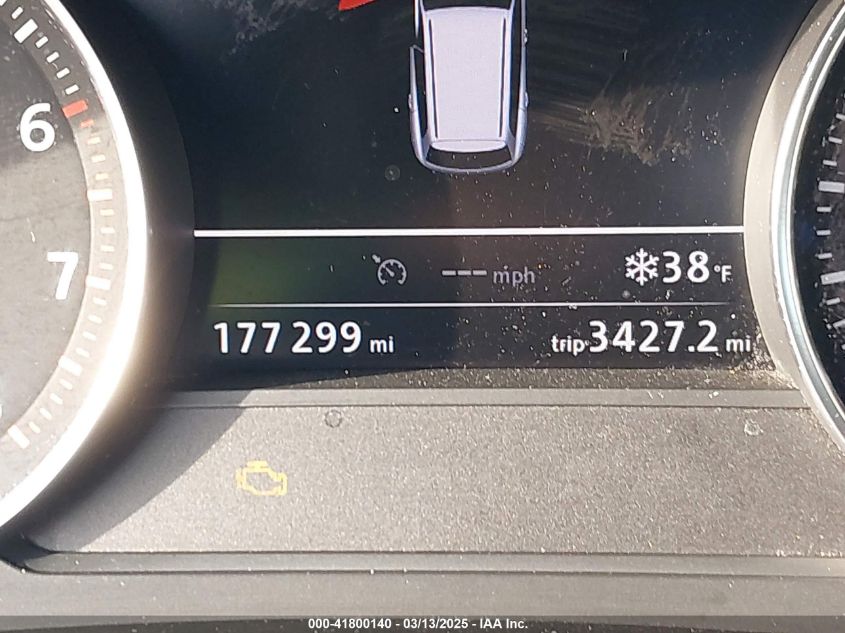 6
7
--- mph
38°F
177 299 mi
trip 3427.2 mi
000-41800140 - 03/13/2025 - IAA Inc.